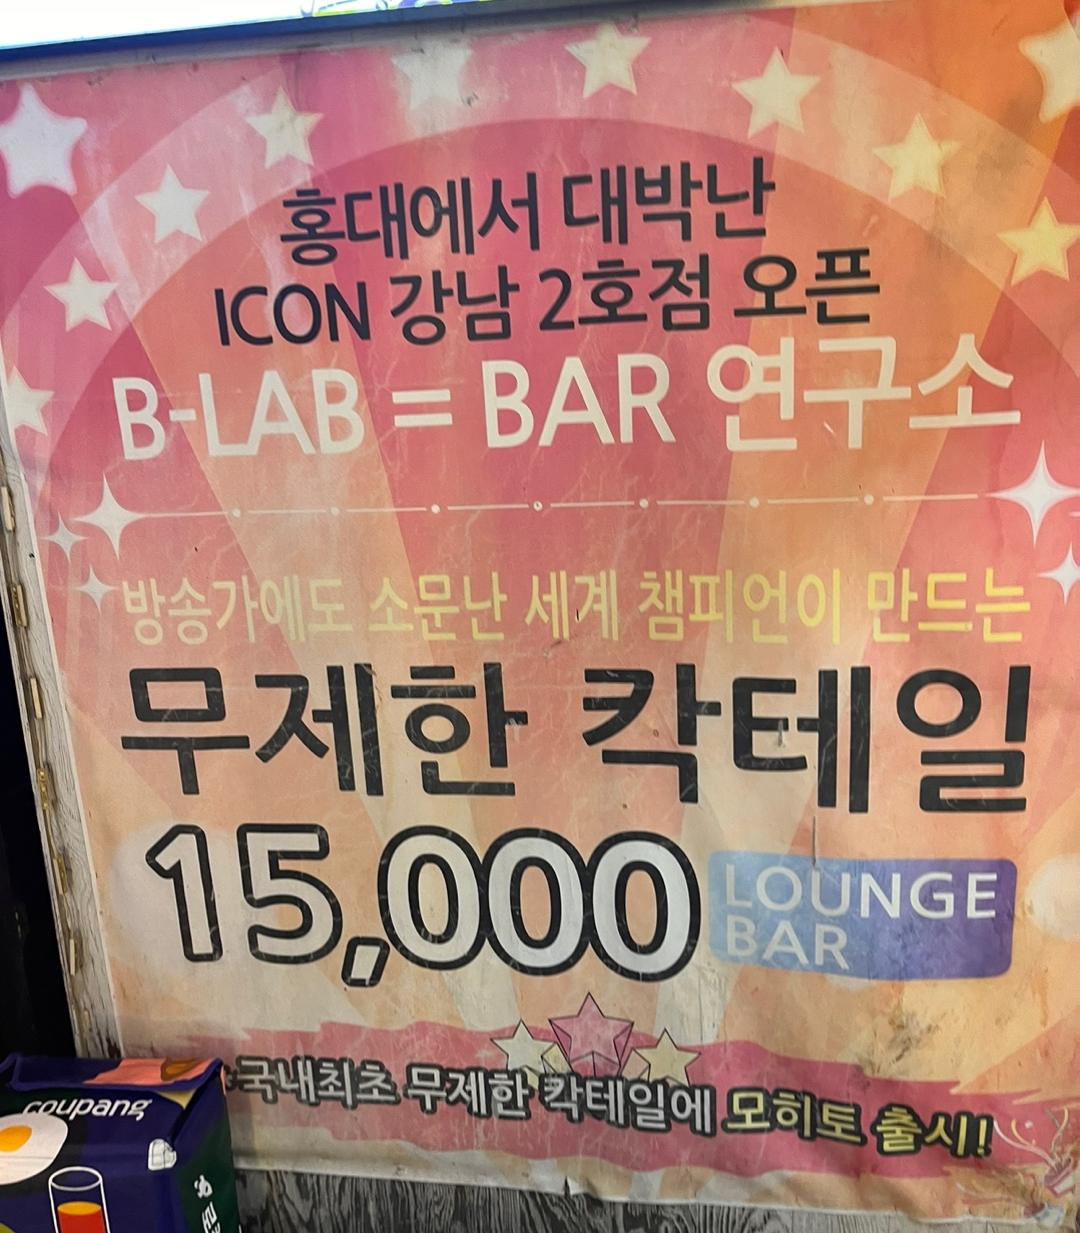 홍대에서 대박난
ICON 강남 2호점 오픈
B-LAB = BAR 연구소
방송가에도 소문난 세계 챔피언이 만드는
무제한 칵테일
15,000
LOUNGE
BAR
국내최초 무제한 칵테일에 모히토 출시!
coupang